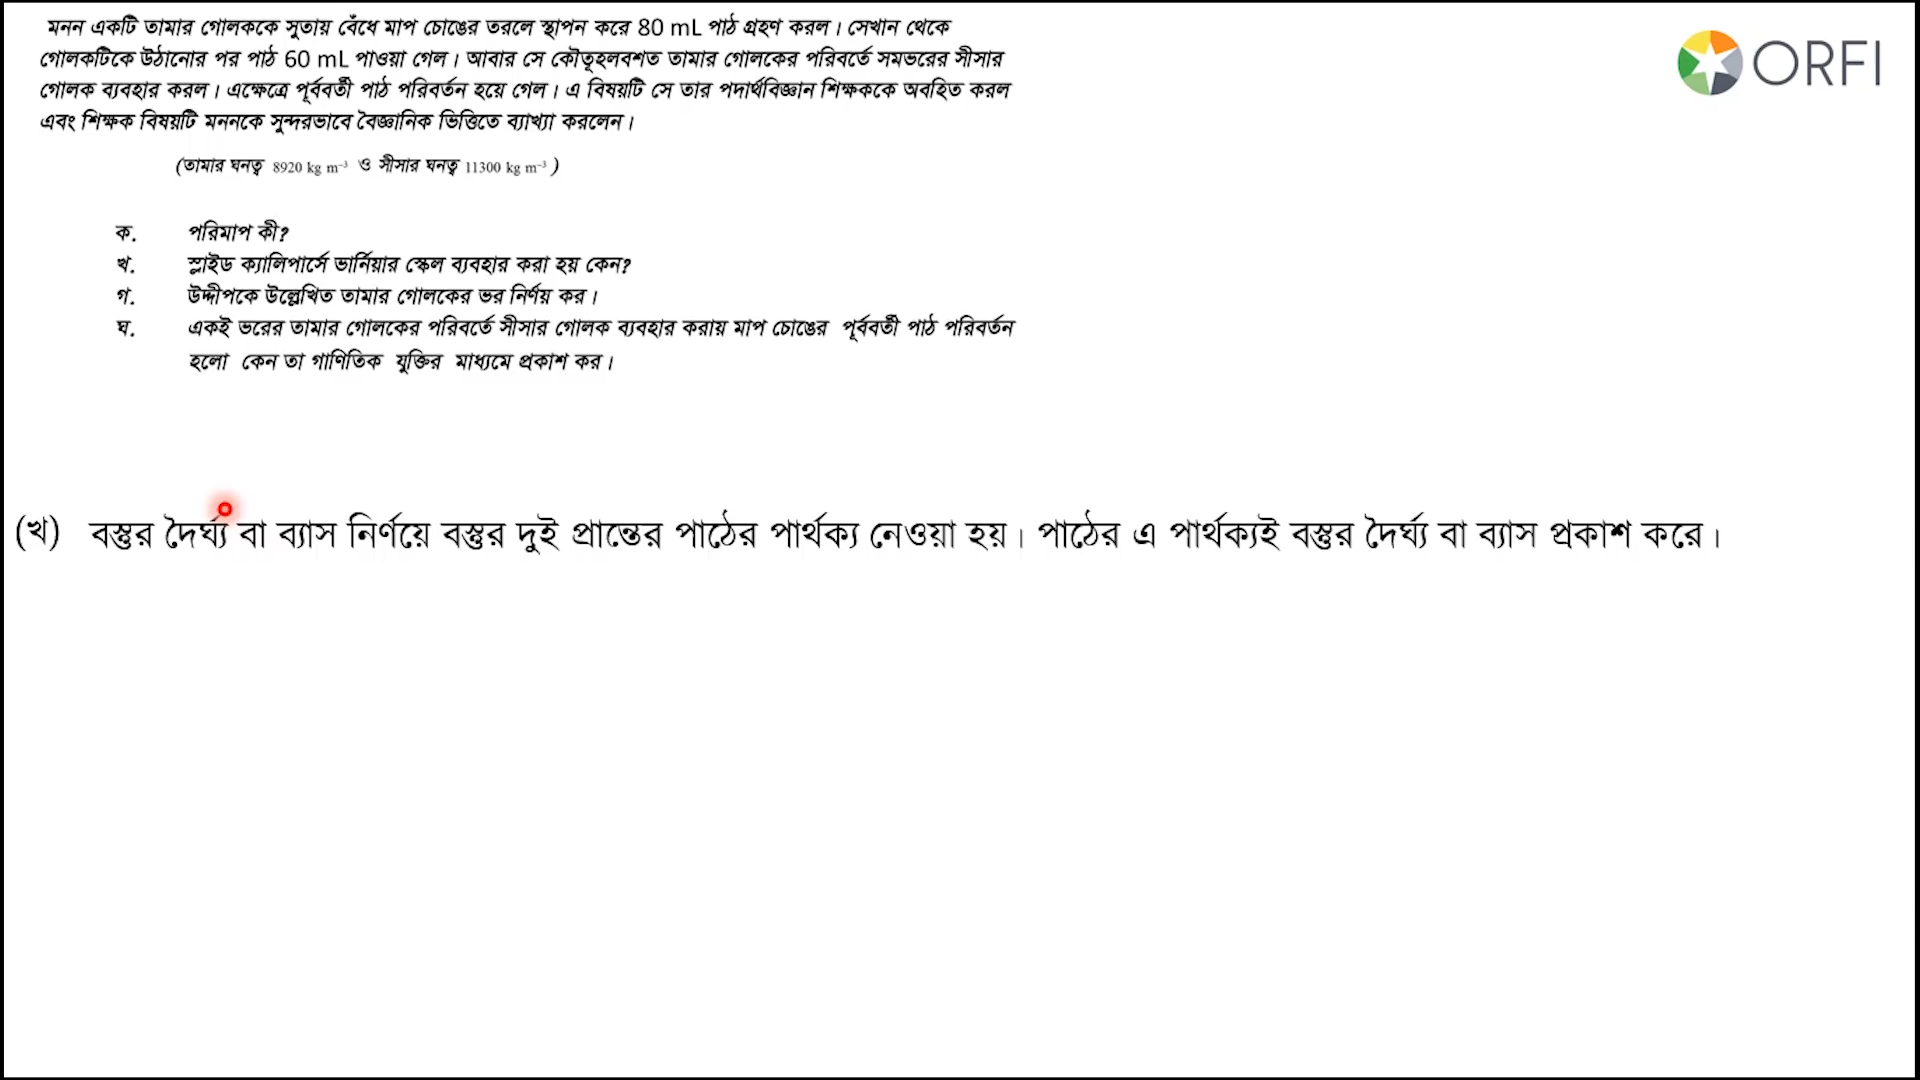 মনন একটি তামার গোলককে সুতায় বেঁধে মাপ চোঙের তরলে স্থাপন করে 80 mL পাঠ গ্রহণ করল। সেখান থেকে
ORFI
গোলকটিকে উঠানোর পর পাঠ 60 mL পাওয়া গেল। আবার সে কৌতূহলবশত তামার গোলকের পরিবর্তে সমভরের সীসার
গোলক ব্যবহার করল। এক্ষেত্রে পূর্ববর্তী পাঠ পরিবর্তন হয়ে গেল। এ বিষয়টি সে তার পদার্থবিজ্ঞান শিক্ষককে অবহিত করল
এবং শিক্ষক বিষয়টি মননকে সুন্দরভাবে বৈজ্ঞানিক ভিত্তিতে ব্যাখ্যা করলেন।
(তামার ঘনত্ব 8920 kg m⁻³ ও সীসার ঘনত্ব 11300 kg m⁻³)
ক. পরিমাপ কী?
খ. স্লাইড ক্যালিপার্সে ভার্নিয়ার স্কেল ব্যবহার করা হয় কেন?
গ. উদ্দীপকে উল্লেখিত তামার গোলকের ভর নির্ণয় কর।
ঘ. একই ভরের তামার গোলকের পরিবর্তে সীসার গোলক ব্যবহার করায় মাপ চোঙের পূর্ববর্তী পাঠ পরিবর্তন
হলো কেন তা গাণিতিক যুক্তির মাধ্যমে প্রকাশ কর।
(খ) বস্তুর দৈর্ঘ্য বা ব্যাস নির্ণয়ে বস্তুর দুই প্রান্তের পাঠের পার্থক্য নেওয়া হয়। পাঠের এ পার্থক্যই বস্তুর দৈর্ঘ্য বা ব্যাস প্রকাশ করে।